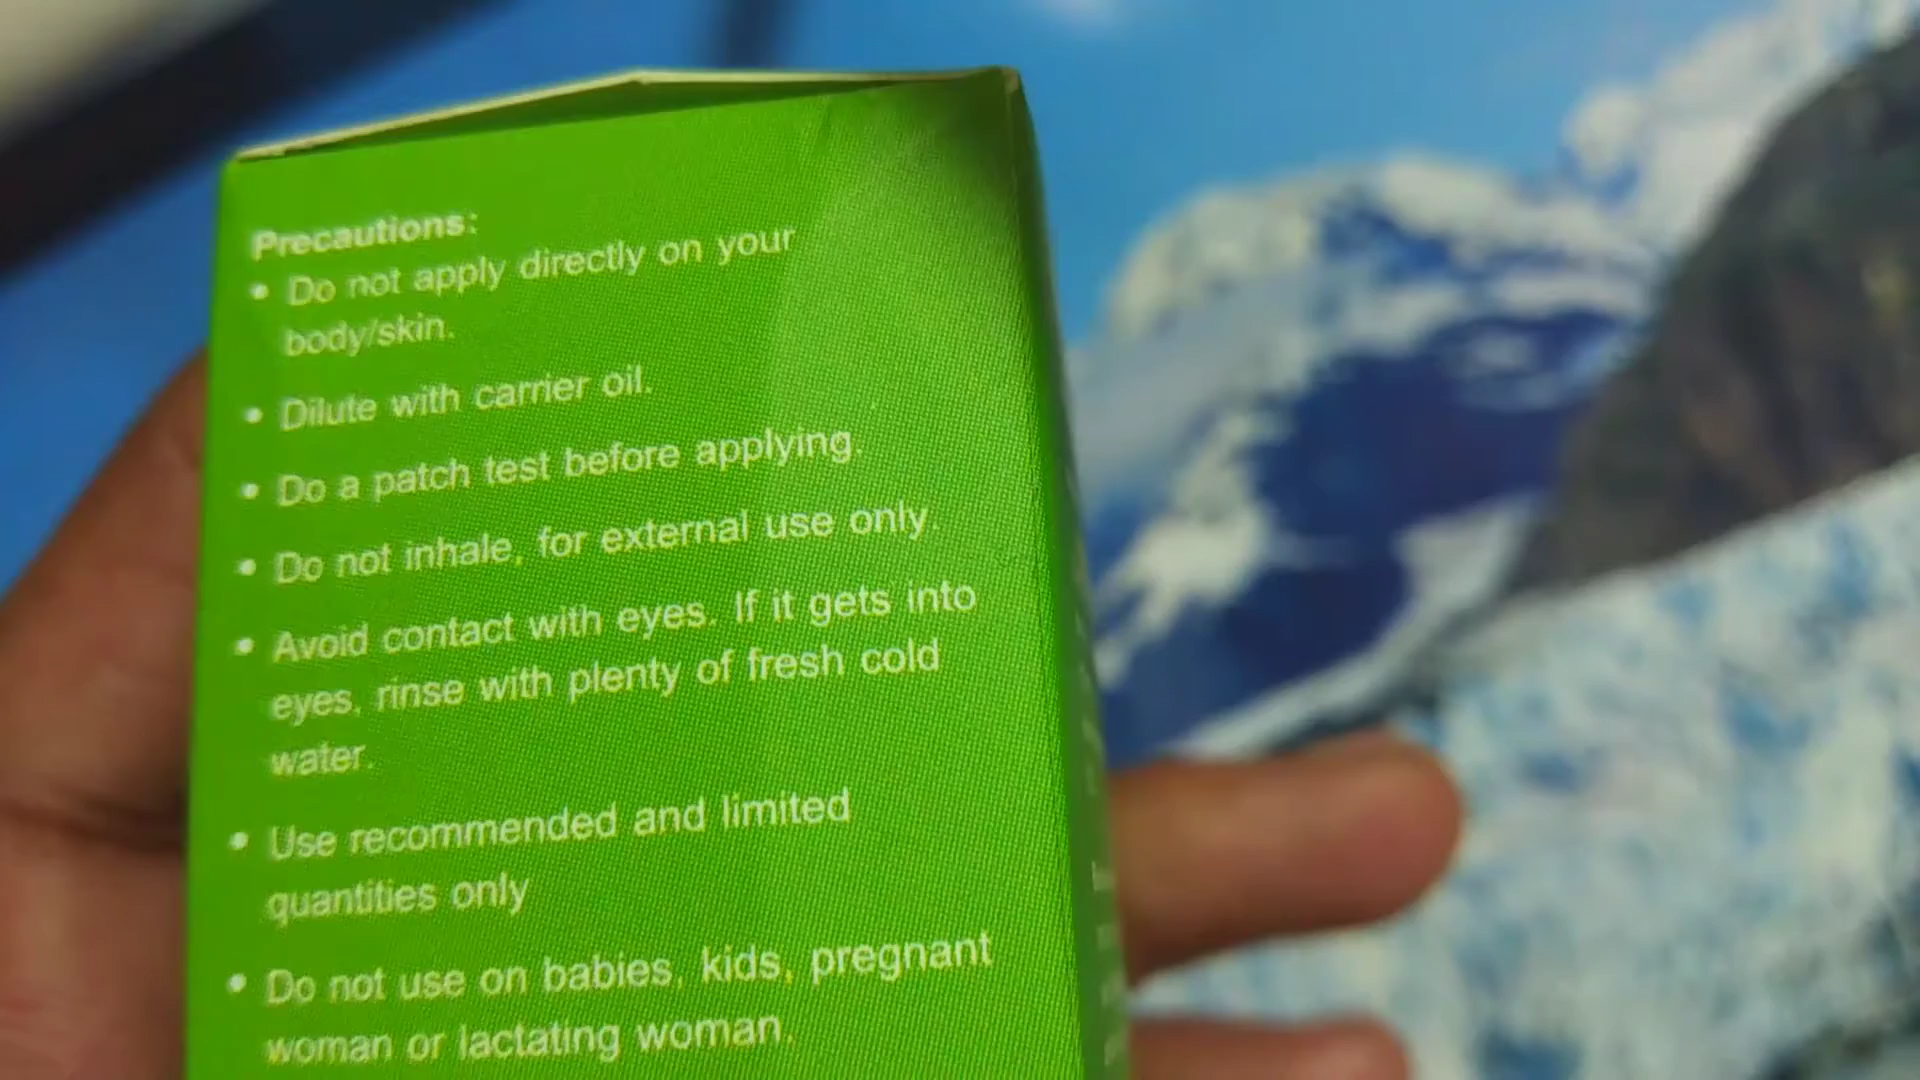 Precautions:
• Do not apply directly on your
body/skin.
• Dilute with carrier oil.
• Do a patch test before applying.
• Do not inhale, for external use only.
• Avoid contact with eyes. If it gets into
eyes, rinse with plenty of fresh cold
water.
• Use recommended and limited
quantities only
• Do not use on babies, kids, pregnant
woman or lactating woman.